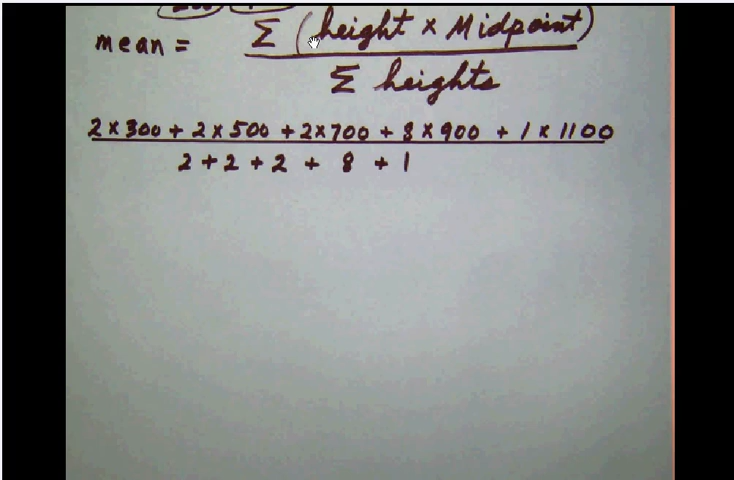 mean = Σ (height x Midpoint)
Σ heights
2 x 300 + 2 x 500 + 2 x 700 + 8 x 900 + 1 x 1100
2 + 2 + 2 + 8 + 1